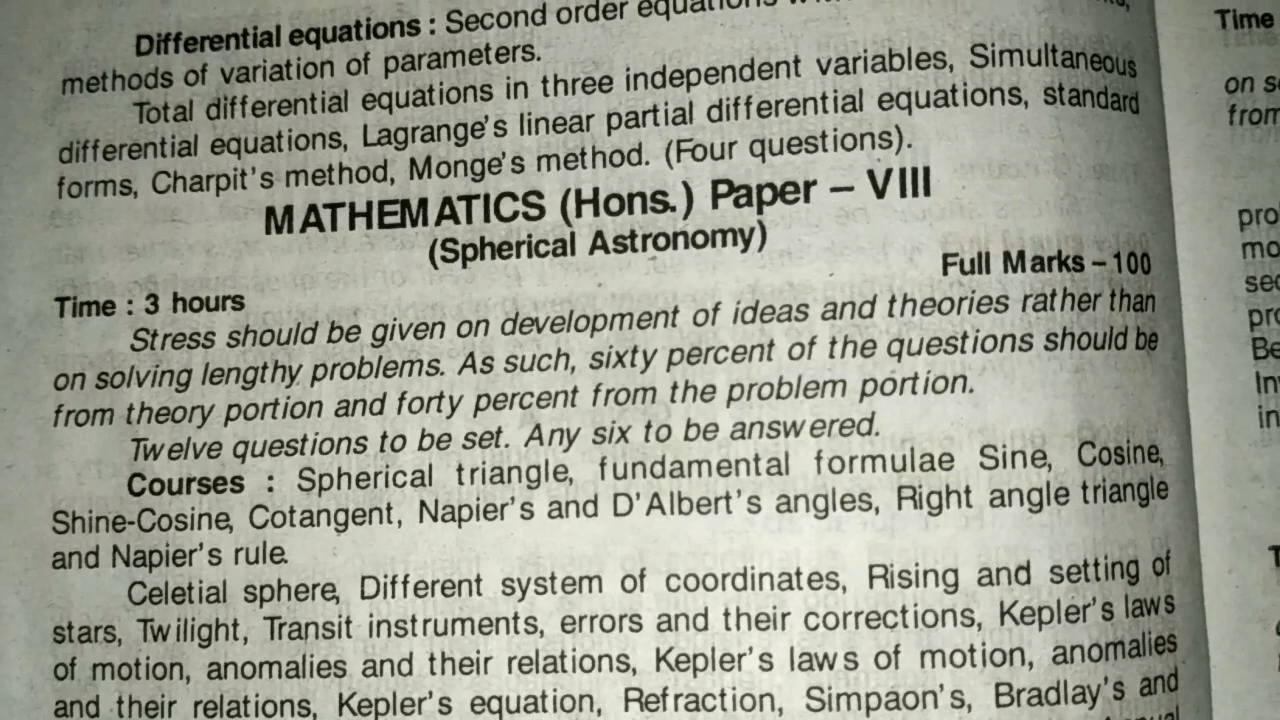 Differential equations : Second order equations
methods of variation of parameters.
Total differential equations in three independent variables, Simultaneous
differential equations, Lagrange's linear partial differential equations, standard
forms, Charpit's method, Monge's method. (Four questions).
MATHEMATICS (Hons.) Paper – VIII
(Spherical Astronomy)
Full Marks – 100
Time : 3 hours
Stress should be given on development of ideas and theories rather than
on solving lengthy problems. As such, sixty percent of the questions should be
from theory portion and forty percent from the problem portion.
Twelve questions to be set. Any six to be answered.
Courses : Spherical triangle, fundamental formulae Sine, Cosine,
Shine-Cosine, Cotangent, Napier's and D'Albert's angles, Right angle triangle
and Napier's rule.
Celetial sphere, Different system of coordinates, Rising and setting of
stars, Twilight, Transit instruments, errors and their corrections, Kepler's laws
of motion, anomalies and their relations, Kepler's laws of motion, anomalies
and their relations, Kepler's equation, Refraction, Simpaon's, Bradlay's and
Time
on
from
in